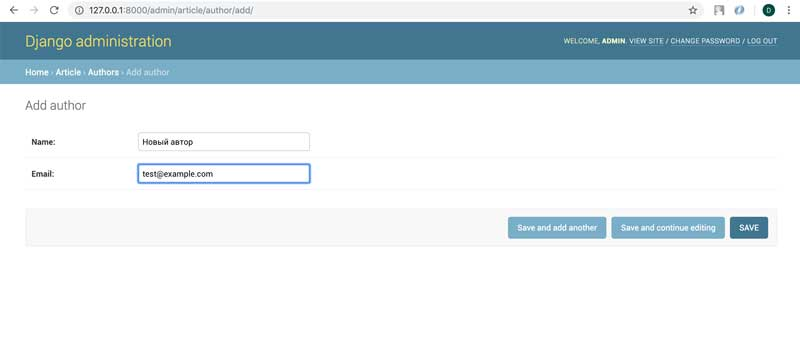 127.0.0.1:8000/admin/article/author/add/
D
Django administration
WELCOME, ADMIN. VIEW SITE / CHANGE PASSWORD / LOG OUT
Home › Article › Authors › Add author
Add author
Name: Новый автор
Email: test@example.com
Save and add another Save and continue editing SAVE